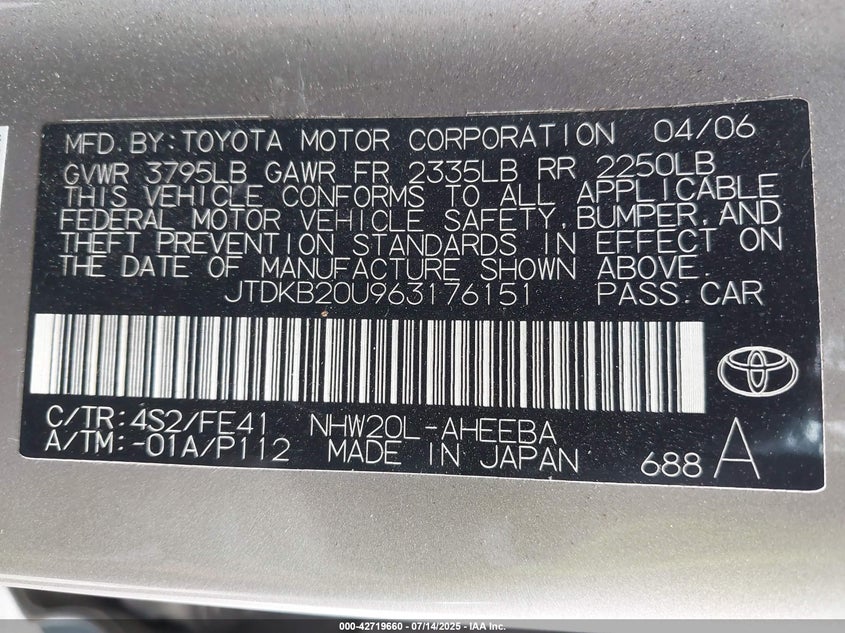 MFD. BY: TOYOTA MOTOR CORPORATION 04/06
GVWR 3795LB GAWR FR 2335LB RR 2250LB
THIS VEHICLE CONFORMS TO ALL APPLICABLE
FEDERAL MOTOR VEHICLE SAFETY, BUMPER, AND
THEFT PREVENTION STANDARDS IN EFFECT ON
THE DATE OF MANUFACTURE SHOWN ABOVE.
JTDKB20U963176151 PASS. CAR
C/TR: 4S2/FE41 NHW20L-AHEEBA
A/TM: -01A/P112 MADE IN JAPAN 688 A
000-42719660 / 07/14/2025 - IAA Inc.